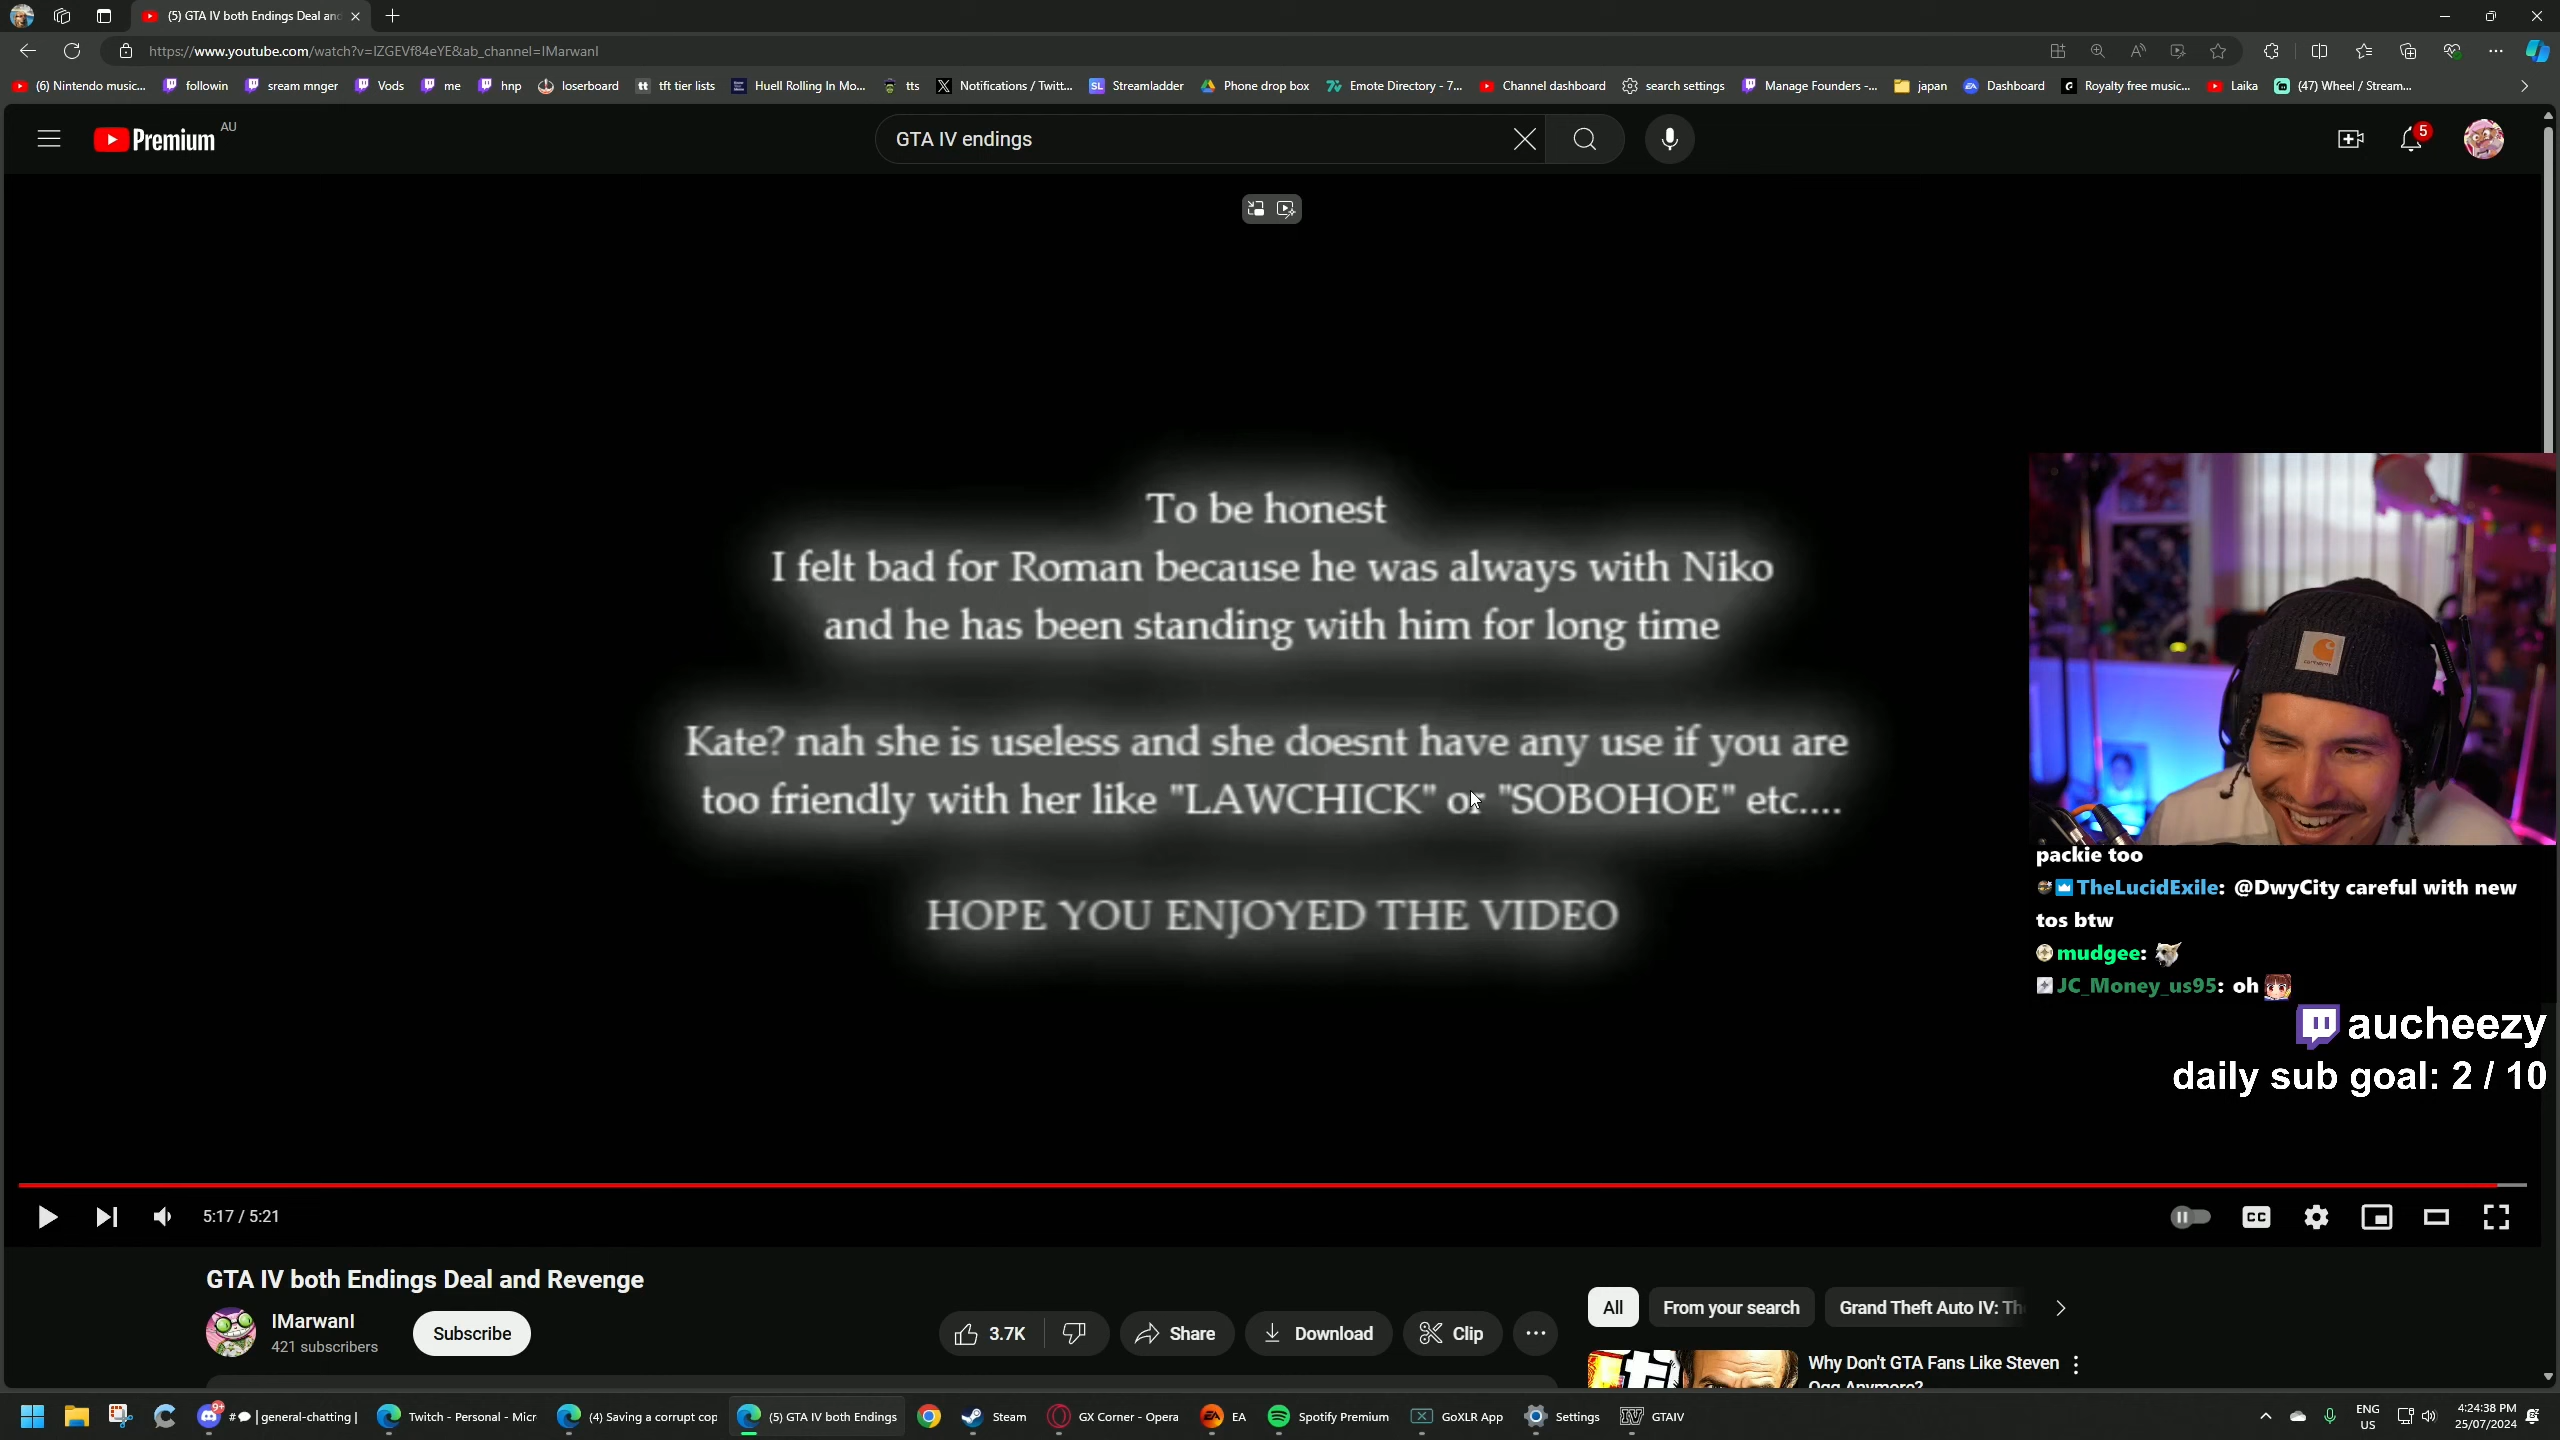 (5) GTA IV both Endings Deal and
https://www.youtube.com/watch?v=IZGEVf84eYE&ab_channel=IMarwanI
(6) Nintendo music... followin sream mnger Vods me hnp loserboard tft tier lists Huell Rolling In Mo... tts Notifications / Twitt... Streamladder Phone drop box Emote Directory - 7... Channel dashboard search settings Manage Founders -... japan Dashboard Royalty free music... Laika (47) Wheel / Stream...
Premium AU
GTA IV endings
5
To be honest
I felt bad for Roman because he was always with Niko
and he has been standing with him for long time
Kate? nah she is useless and she doesnt have any use if you are
too friendly with her like "LAWCHICK" or "SOBOHOE" etc....
HOPE YOU ENJOYED THE VIDEO
carhartt
packie too
TheLucidExile: @DwyCity careful with new
tos btw
mudgee:
JC_Money_us95: oh
aucheezy
daily sub goal: 2 / 10
5:17 / 5:21
CC
GTA IV both Endings Deal and Revenge
IMarwanI
421 subscribers
Subscribe
3.7K
Share
Download
Clip
All
From your search
Grand Theft Auto IV: Th
Why Don't GTA Fans Like Steven
Ogg Anymore?
9+ # | general-chatting | Twitch - Personal - Micr (4) Saving a corrupt cop (5) GTA IV both Endings Steam GX Corner - Opera EA Spotify Premium GoXLR App Settings GTAIV
ENG
US
4:24:38 PM
25/07/2024